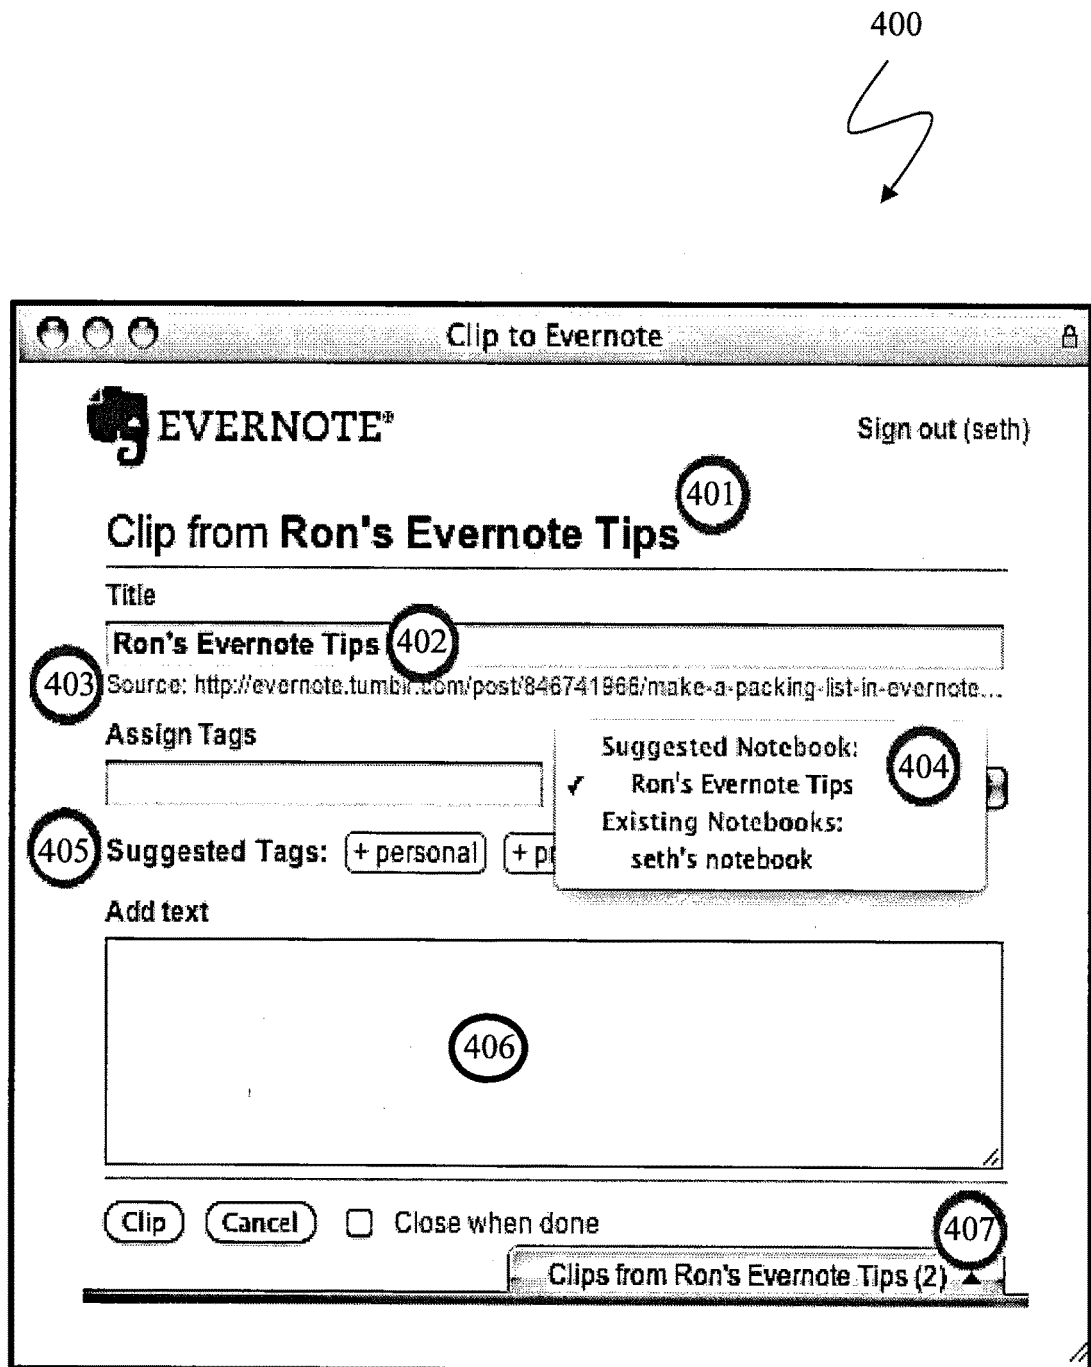 400
Clip to Evernote
EVERNOTE®
Sign out (seth)
401
Clip from Ron's Evernote Tips
Title
Ron's Evernote Tips 402
403 Source: http://evernote.tumblr.com/post/846741966/make-a-packing-list-in-evernote...
Assign Tags
Suggested Notebook:
404
✓ Ron's Evernote Tips
Existing Notebooks:
seth's notebook
405 Suggested Tags: + personal + pr
Add text
406
Clip Cancel Close when done
407
Clips from Ron's Evernote Tips (2) ▲